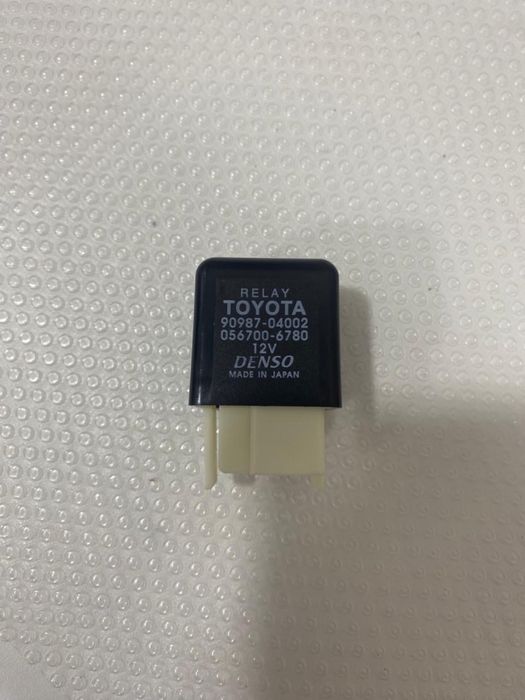 RELAY
TOYOTA
90987-04002
056700-6780
12V
DENSO
MADE IN JAPAN